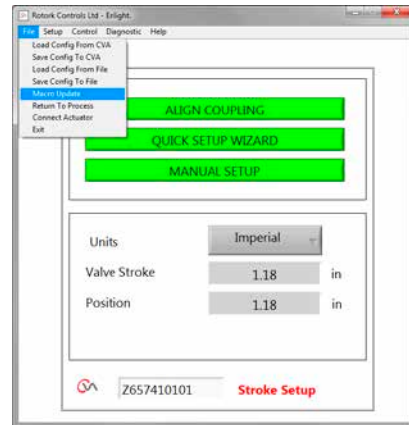 Rotork Controls Ltd - Enlight.
File Setup Control Diagnostic Help
Load Config From CVA
Save Config To CVA
Load Config From File
Save Config To File
Macro Update
Return To Process
Connect Actuator
Exit
ALIGN COUPLING
QUICK SETUP WIZARD
MANUAL SETUP
Units Imperial
Valve Stroke 1.18 in
Position 1.18 in
Z657410101 Stroke Setup